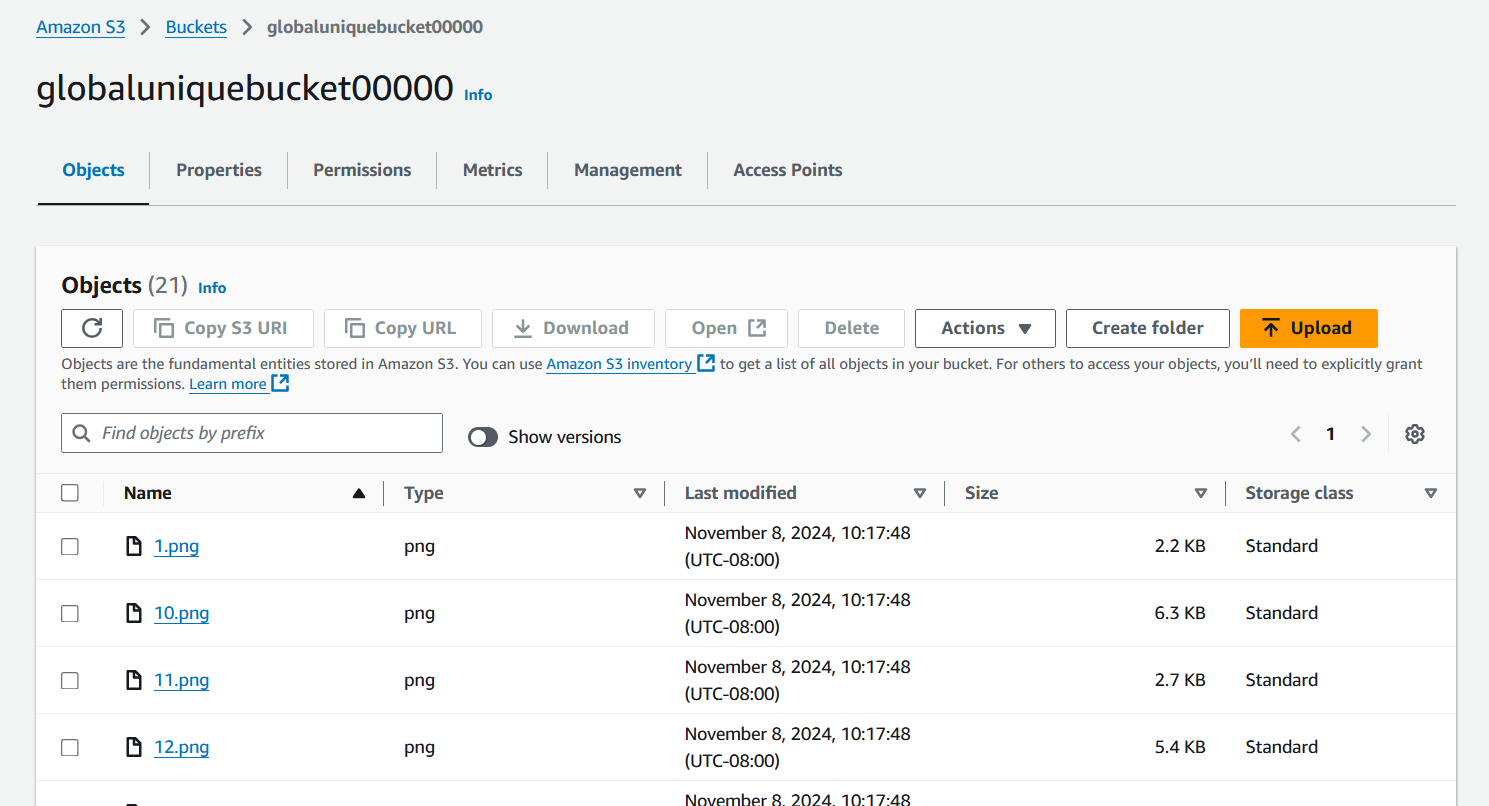 Amazon S3 > Buckets > globaluniquebucket00000
globaluniquebucket00000 Info
Objects Properties Permissions Metrics Management Access Points
Objects (21) Info
Copy S3 URI Copy URL Download Open Delete Actions Create folder Upload
Objects are the fundamental entities stored in Amazon S3. You can use Amazon S3 inventory to get a list of all objects in your bucket. For others to access your objects, you’ll need to explicitly grant
them permissions. Learn more
Find objects by prefix Show versions 1
Name Type Last modified Size Storage class
1.png png November 8, 2024, 10:17:48 2.2 KB Standard
(UTC-08:00)
10.png png November 8, 2024, 10:17:48 6.3 KB Standard
(UTC-08:00)
11.png png November 8, 2024, 10:17:48 2.7 KB Standard
(UTC-08:00)
12.png png November 8, 2024, 10:17:48 5.4 KB Standard
(UTC-08:00)
November 8, 2024, 10:17:48